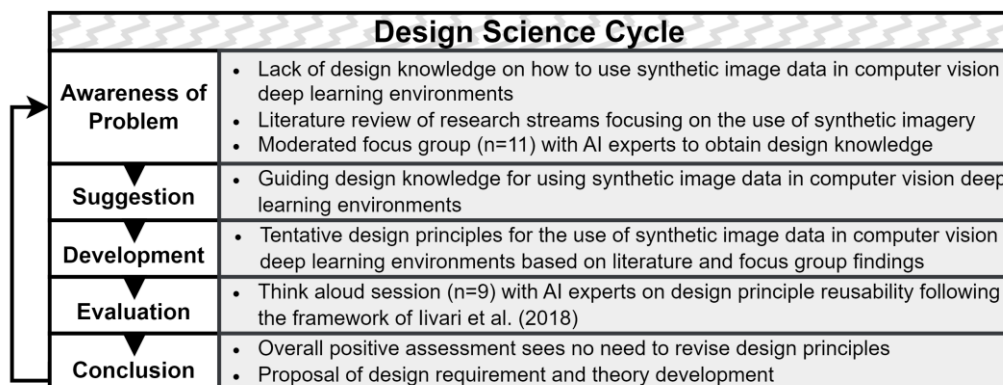 Design Science Cycle
Awareness of
Problem
• Lack of design knowledge on how to use synthetic image data in computer vision
deep learning environments
• Literature review of research streams focusing on the use of synthetic imagery
• Moderated focus group (n=11) with AI experts to obtain design knowledge
Suggestion
• Guiding design knowledge for using synthetic image data in computer vision deep
learning environments
Development
• Tentative design principles for the use of synthetic image data in computer vision
deep learning environments based on literature and focus group findings
Evaluation
• Think aloud session (n=9) with AI experts on design principle reusability following
the framework of Iivari et al. (2018)
Conclusion
• Overall positive assessment sees no need to revise design principles
• Proposal of design requirement and theory development